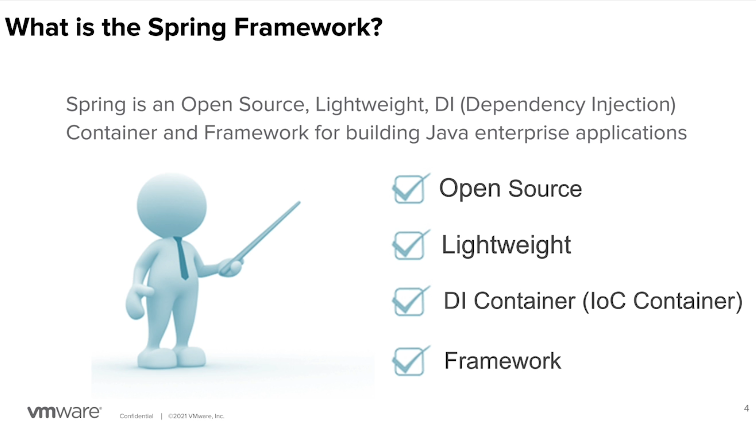 What is the Spring Framework?
Spring is an Open Source, Lightweight, DI (Dependency Injection)
Container and Framework for building Java enterprise applications
Open Source
Lightweight
DI Container (IoC Container)
Framework
vmware®
Confidential | ©2021 VMware, Inc.
4